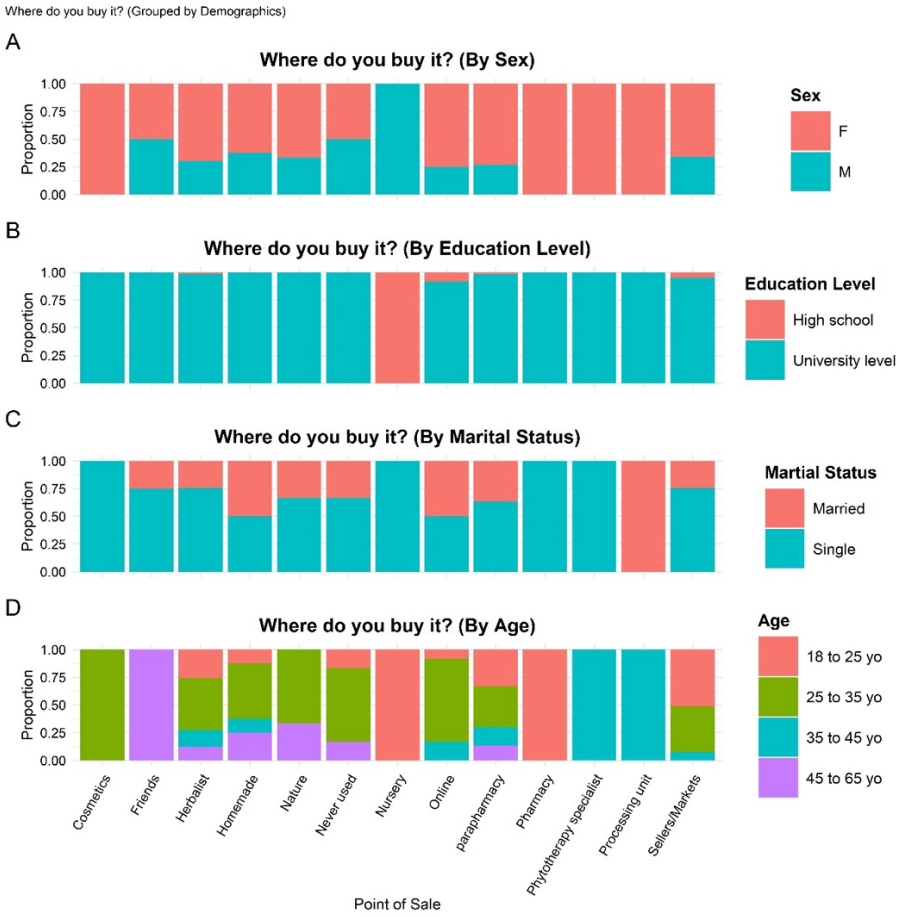 Where do you buy it? (Grouped by Demographics)
A
Where do you buy it? (By Sex)
1.00
0.75
0.50
0.25
0.00
Proportion
Sex
F
M
B
Where do you buy it? (By Education Level)
1.00
0.75
0.50
0.25
0.00
Proportion
Education Level
High school
University level
C
Where do you buy it? (By Marital Status)
1.00
0.75
0.50
0.25
0.00
Proportion
Martial Status
Married
Single
D
Where do you buy it? (By Age)
1.00
0.75
0.50
0.25
0.00
Proportion
Age
18 to 25 yo
25 to 35 yo
35 to 45 yo
45 to 65 yo
Cosmetics
Friends
Herbalist
Homemade
Nature
Never used
Nursery
Online
parapharmacy
Pharmacy
Phytotherapy specialist
Processing unit
Sellers/Markets
Point of Sale